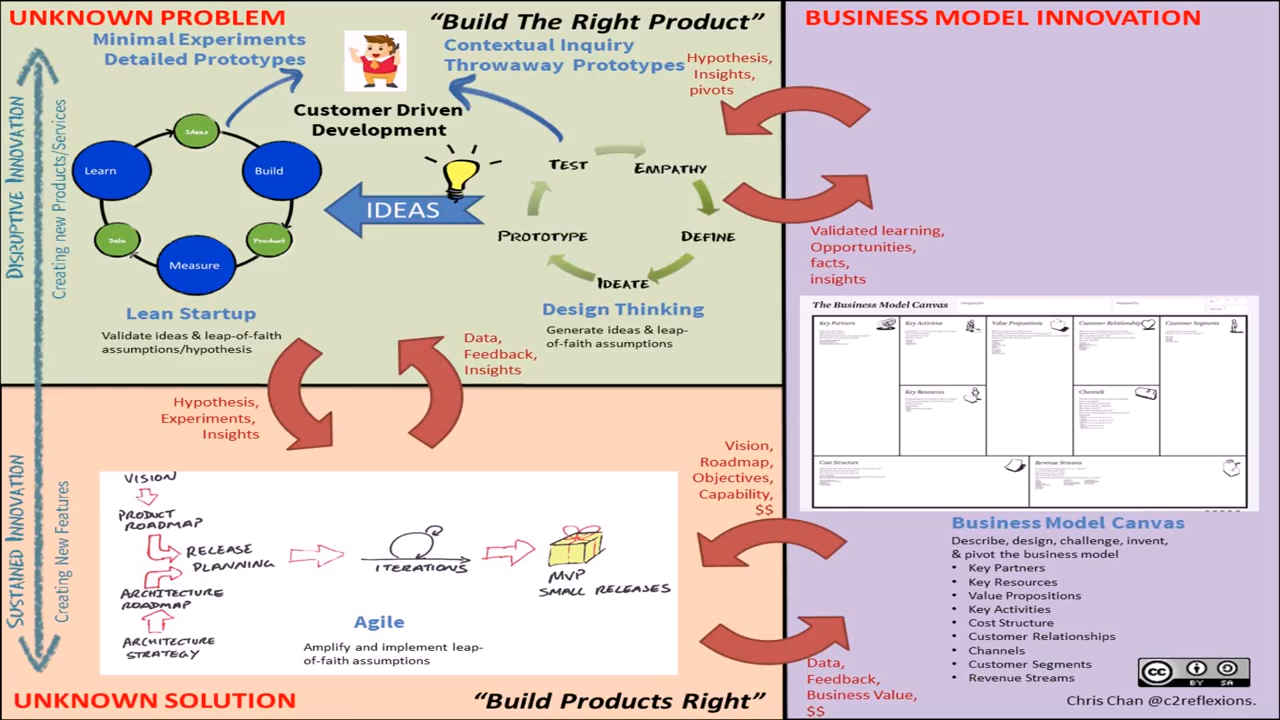 UNKNOWN PROBLEM
“Build The Right Product”
Minimal Experiments
Detailed Prototypes
Contextual Inquiry
Throwaway Prototypes
Hypothesis,
Insights,
pivots
Customer Driven
Development
Ideas
Learn
Build
Data
Product
Measure
IDEAS
TEST
EMPATHY
PROTOTYPE
DEFINE
IDEATE
Lean Startup
Validate ideas & leap-of-faith
assumptions/hypothesis
Design Thinking
Generate ideas & leap-
of-faith assumptions
DISRUPTIVE INNOVATION
Creating new Products/Services
Data,
Feedback,
Insights
Hypothesis,
Experiments,
Insights
SUSTAINED INNOVATION
Creating New Features
VISION
PRODUCT
ROADMAP
RELEASE
PLANNING
ARCHITECTURE
ROADMAP
ARCHITECTURE
STRATEGY
ITERATIONS
MVP
SMALL RELEASES
Agile
Amplify and implement leap-
of-faith assumptions
UNKNOWN SOLUTION
“Build Products Right”
Vision,
Roadmap,
Objectives,
Capability,
$$
Data,
Feedback,
Business Value,
$$
BUSINESS MODEL INNOVATION
Validated learning,
Opportunities,
facts,
insights
The Business Model Canvas
Key Partners
Key Activities
Value Propositions
Customer Relationships
Customer Segments
Key Resources
Channels
Cost Structure
Revenue Streams
Business Model Canvas
Describe, design, challenge, invent,
& pivot the business model
• Key Partners
• Key Resources
• Value Propositions
• Key Activities
• Cost Structure
• Customer Relationships
• Channels
• Customer Segments
• Revenue Streams
cc
BY SA
Chris Chan @c2reflexions.